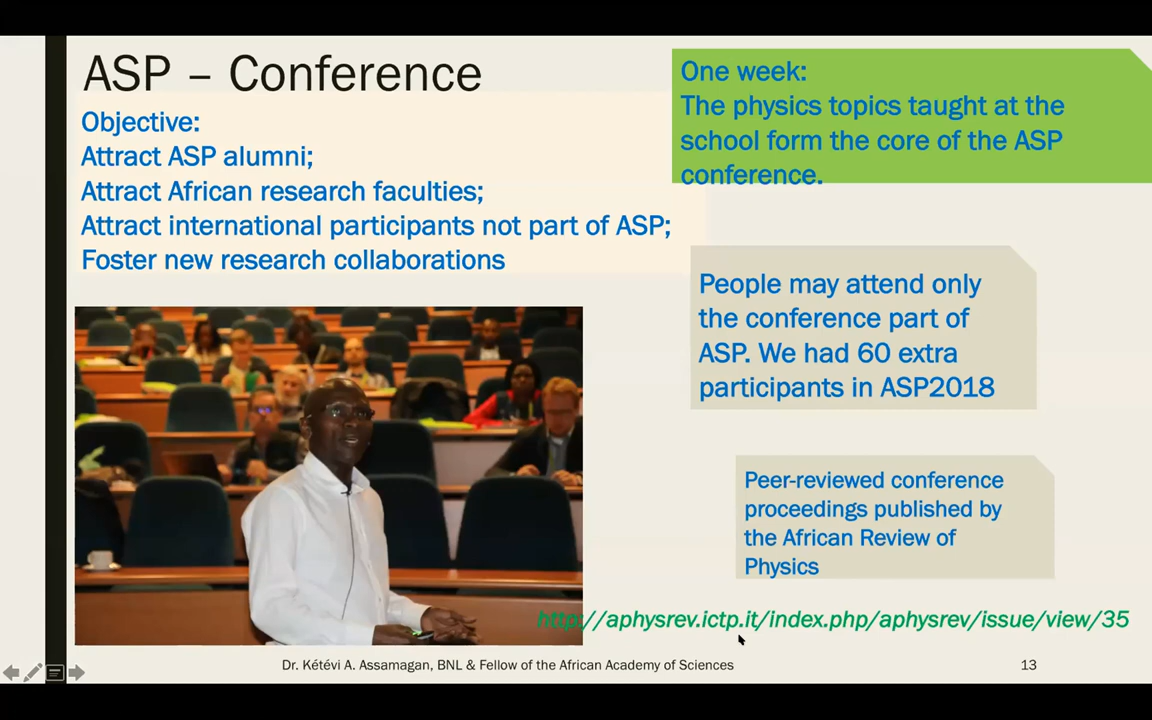 ASP – Conference
Objective:
Attract ASP alumni;
Attract African research faculties;
Attract international participants not part of ASP;
Foster new research collaborations
One week:
The physics topics taught at the
school form the core of the ASP
conference.
People may attend only
the conference part of
ASP. We had 60 extra
participants in ASP2018
Peer-reviewed conference
proceedings published by
the African Review of
Physics
http://aphysrev.ictp.it/index.php/aphysrev/issue/view/35
Dr. Kétévi A. Assamagan, BNL & Fellow of the African Academy of Sciences
13